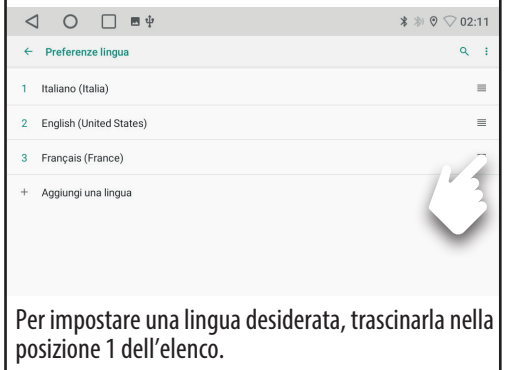 02:11
Preferenze lingua
1 Italiano (Italia)
2 English (United States)
3 Français (France)
+ Aggiungi una lingua
Per impostare una lingua desiderata, trascinarla nella
posizione 1 dell'elenco.